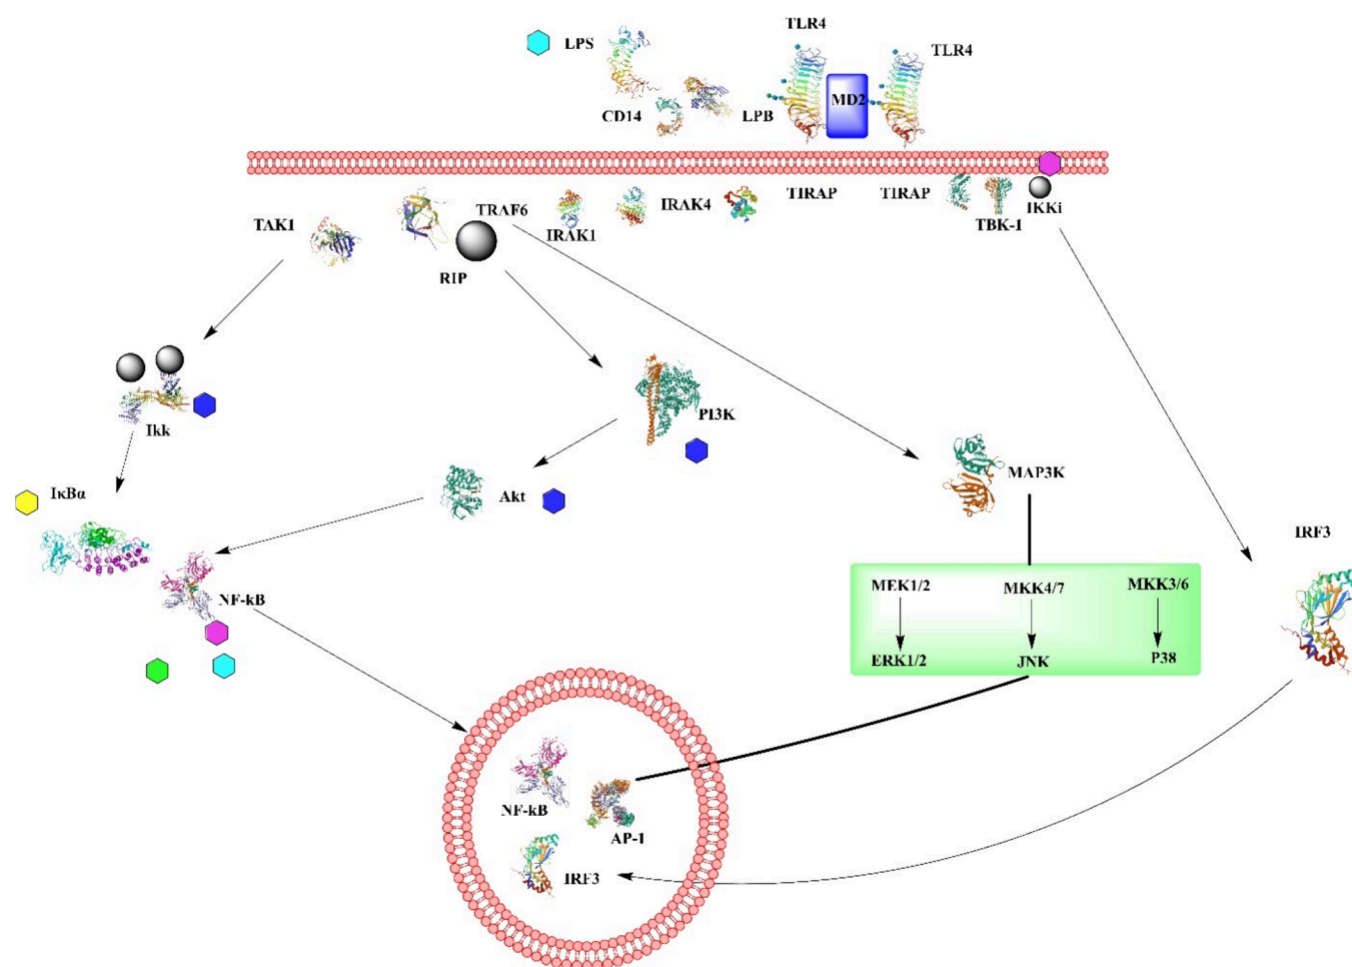 TLR4
LPS
TLR4
MD2
CD14
LPB
TIRAP
TIRAP
IRAK4
TRAF6
IKKi
TAK1
TBK-1
IRAK1
RIP
PI3K
Ikk
MAP3K
IκBα
Akt
IRF3
MEK1/2
MKK4/7
MKK3/6
NF-kB
ERK1/2
JNK
P38
NF-kB
AP-1
IRF3